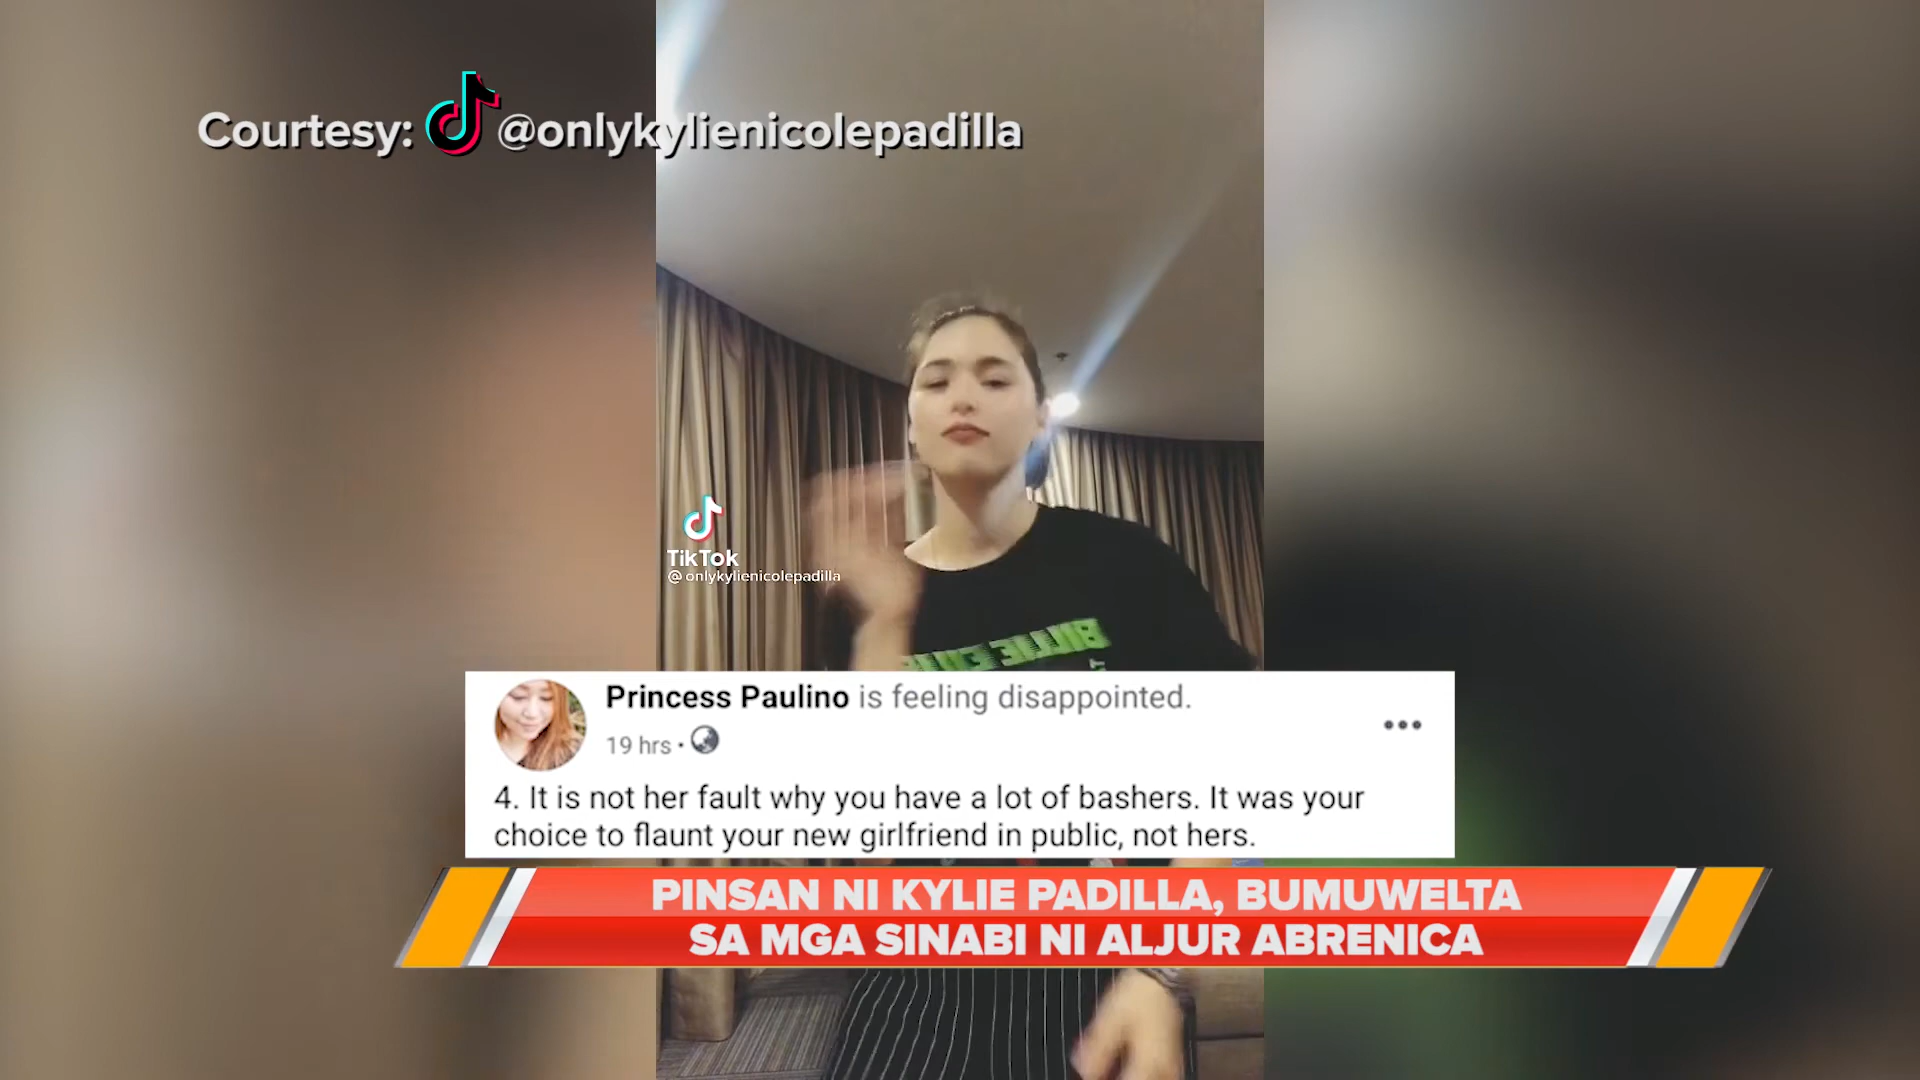 Courtesy: @onlykylienicolepadilla
TikTok
@onlykylienicolepadilla
Princess Paulino is feeling disappointed.
19 hrs ·
4. It is not her fault why you have a lot of bashers. It was your
choice to flaunt your new girlfriend in public, not hers.
PINSAN NI KYLIE PADILLA, BUMUWELTA
SA MGA SINABI NI ALJUR ABRENICA